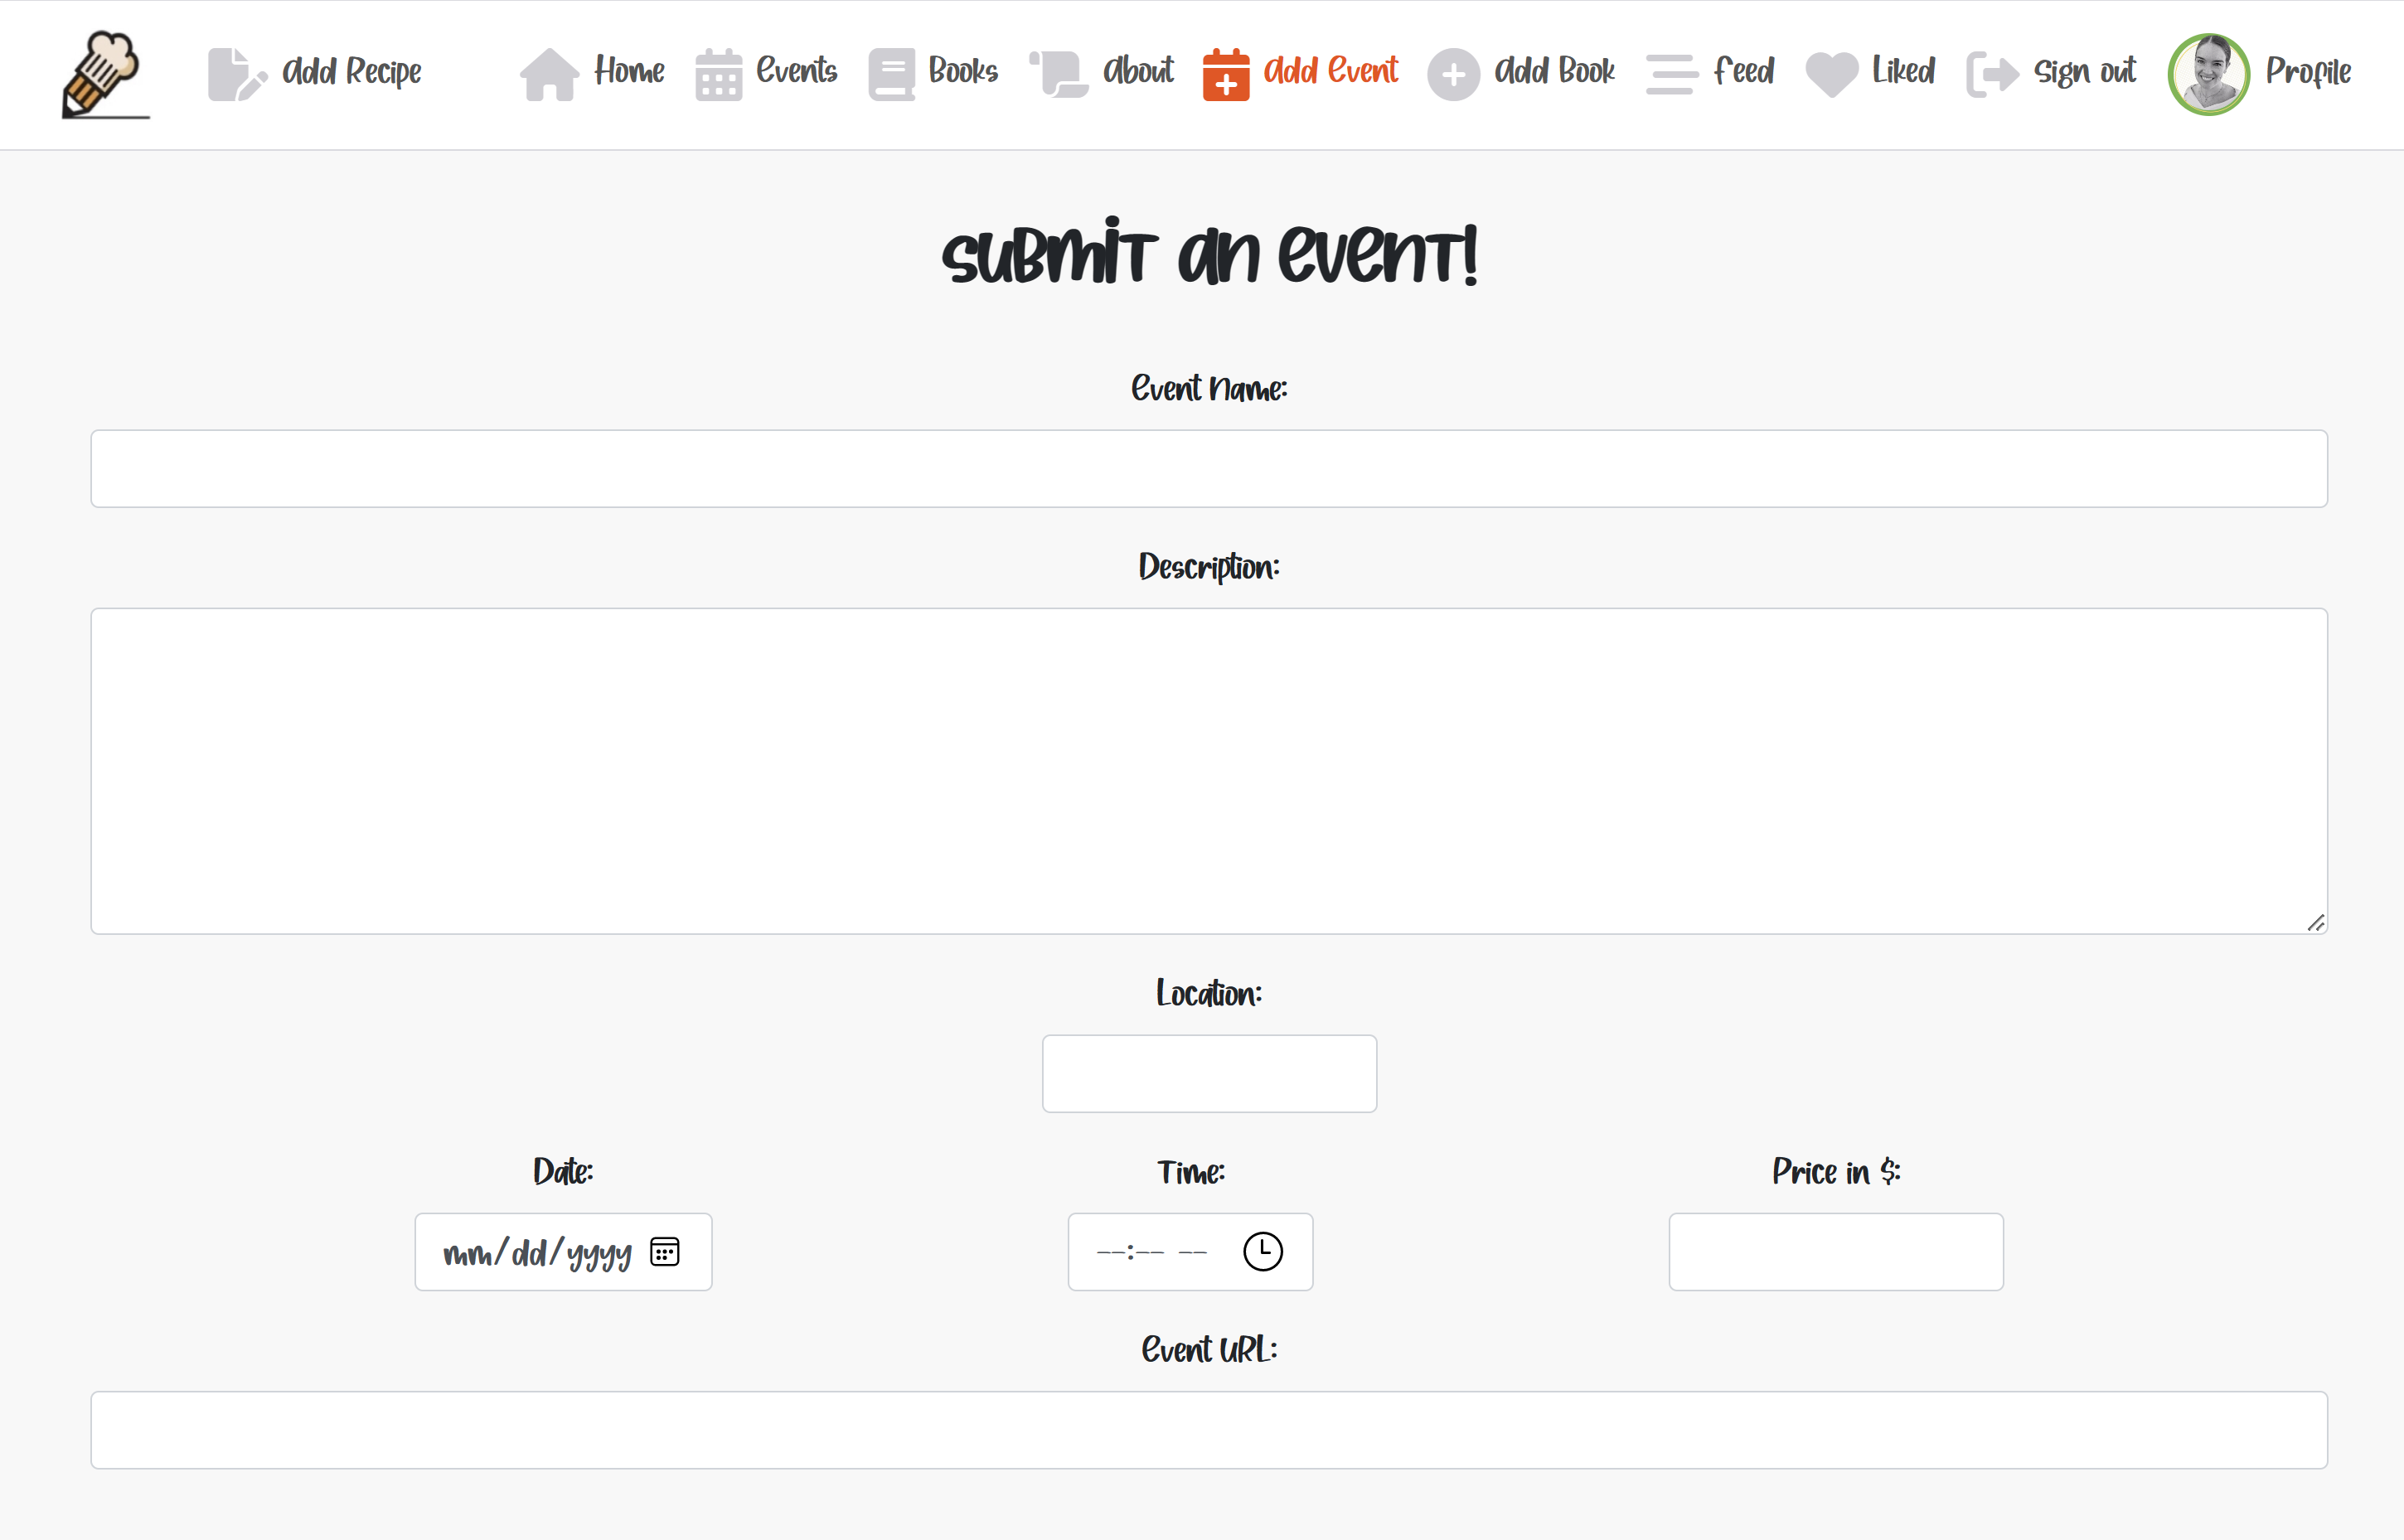 Add Recipe Home Events Books About Add Event Add Book Feed Liked Sign out Profile
Submit an event!
Event Name:
Description:
Location:
Date: Time: Price in $:
mm/dd/yyyy --:-- --
Event URL: